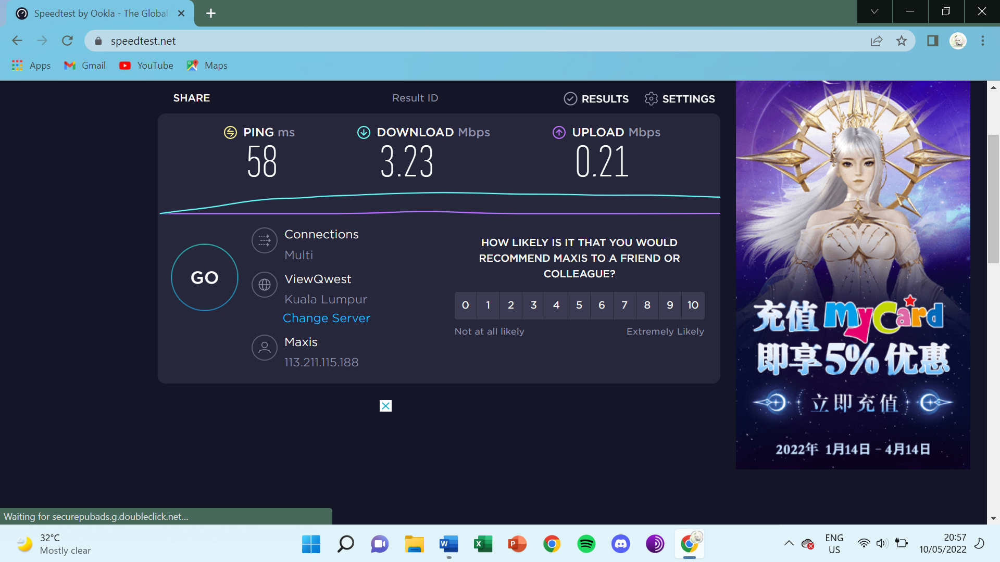 Speedtest by Ookla - The Global
speedtest.net
Apps
Gmail
YouTube
Maps
SHARE
Result ID
RESULTS
SETTINGS
PING ms
58
DOWNLOAD Mbps
3.23
UPLOAD Mbps
0.21
GO
Connections
Multi
ViewQwest
Kuala Lumpur
Change Server
Maxis
113.211.115.188
HOW LIKELY IS IT THAT YOU WOULD
RECOMMEND MAXIS TO A FRIEND OR
COLLEAGUE?
0 1 2 3 4 5 6 7 8 9 10
Not at all likely
Extremely Likely
充值 MyCard
即享5%优惠
立即充值
2022年 1月14日 - 4月14日
Waiting for securepubads.g.doubleclick.net...
32°C
Mostly clear
W
X
P
ENG
US
20:57
10/05/2022